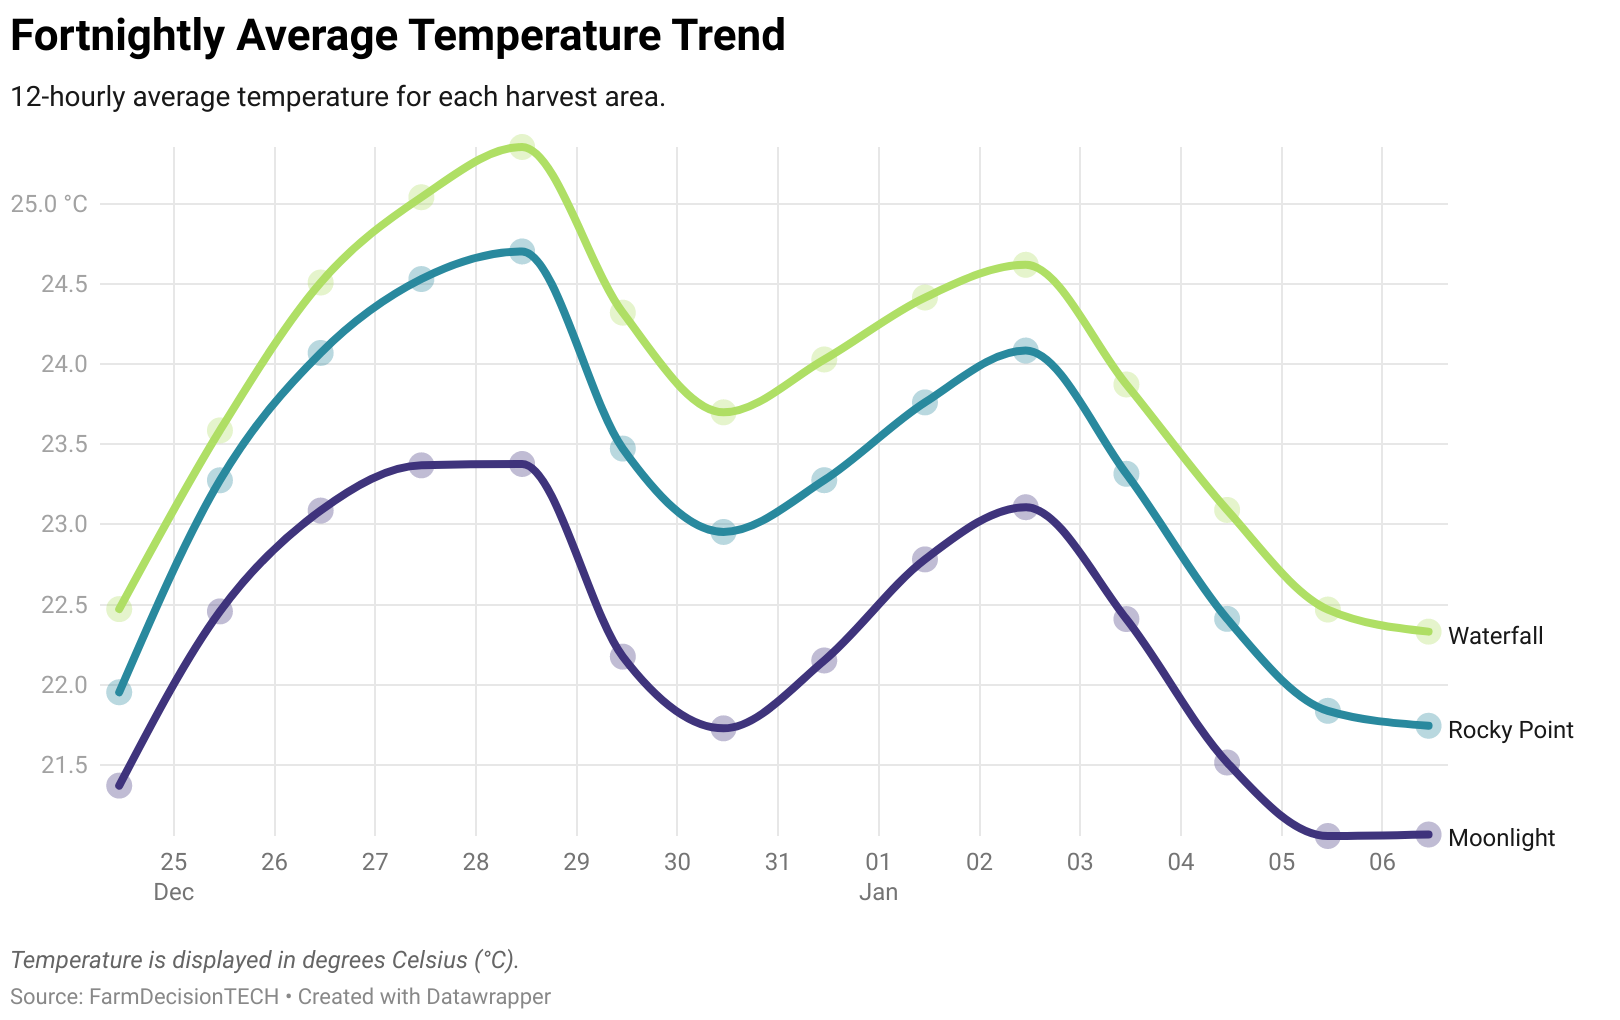 Fortnightly Average Temperature Trend
12-hourly average temperature for each harvest area.
25.0 °C
24.5
24.0
23.5
23.0
22.5
22.0
21.5
Waterfall
Rocky Point
Moonlight
25 26 27 28 29 30 31 01 02 03 04 05 06
Dec Jan
Temperature is displayed in degrees Celsius (°C).
Source: FarmDecisionTECH • Created with Datawrapper